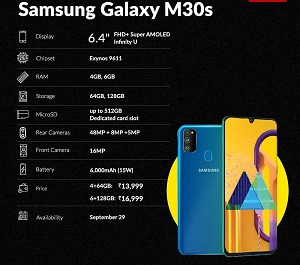 Samsung Galaxy M30s
Display 6.4" FHD+ Super AMOLED
Infinity U
Chipset Exynos 9611
RAM 4GB, 6GB
Storage 64GB, 128GB
MicroSD up to 512GB
Dedicated card slot
Rear Cameras 48MP + 8MP +5MP
Front Camera 16MP
Battery 6,000mAh (15W)
Price 4+64GB: ₹13,999
6+128GB: ₹16,999
Availability September 29
SAMSUNG